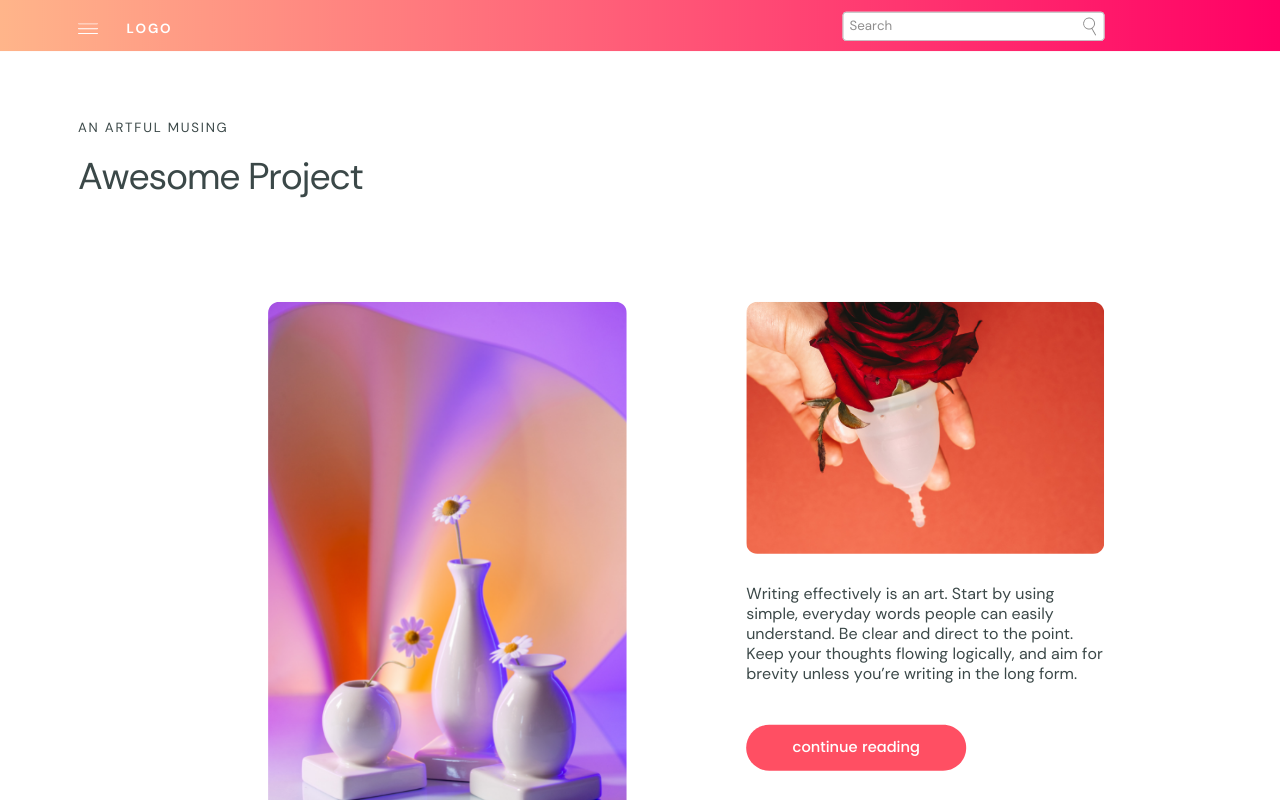 LOGO
Search
AN ARTFUL MUSING
Awesome Project
Writing effectively is an art. Start by using
simple, everyday words people can easily
understand. Be clear and direct to the point.
Keep your thoughts flowing logically, and aim for
brevity unless you’re writing in the long form.
continue reading